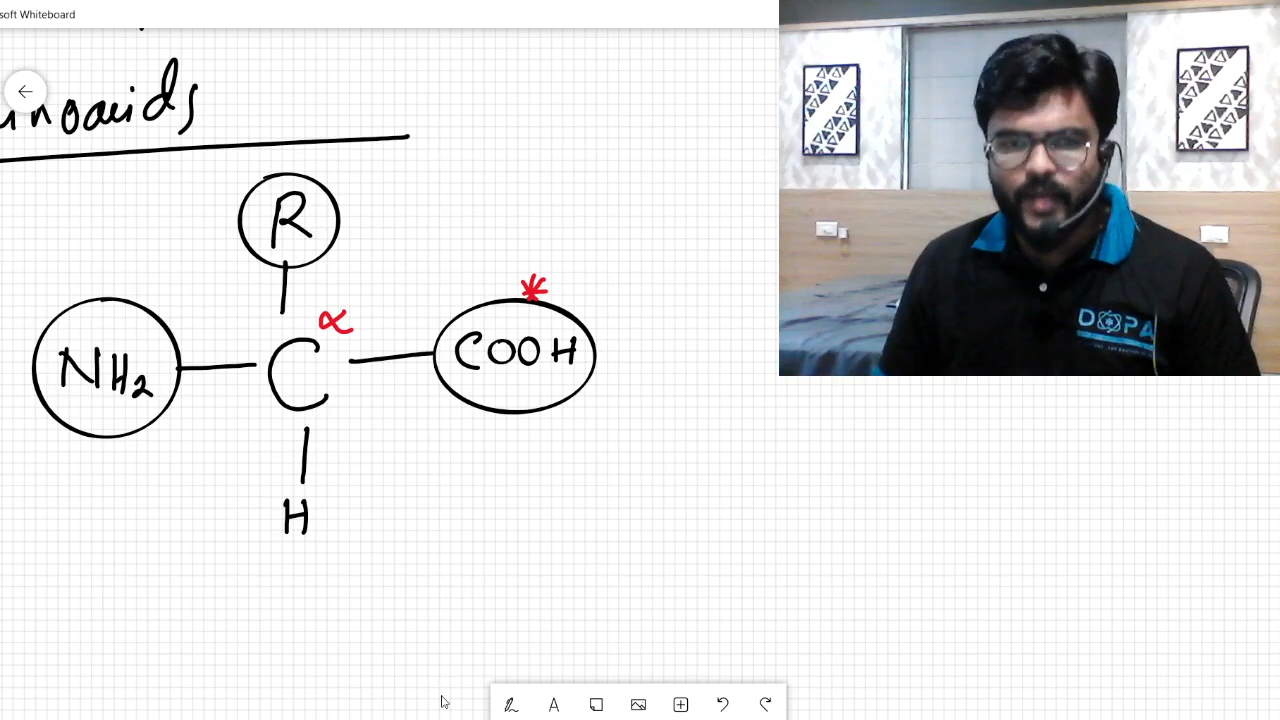 soft Whiteboard
inoacids
R
α
*
NH₂ — C — COOH
H
DOPA